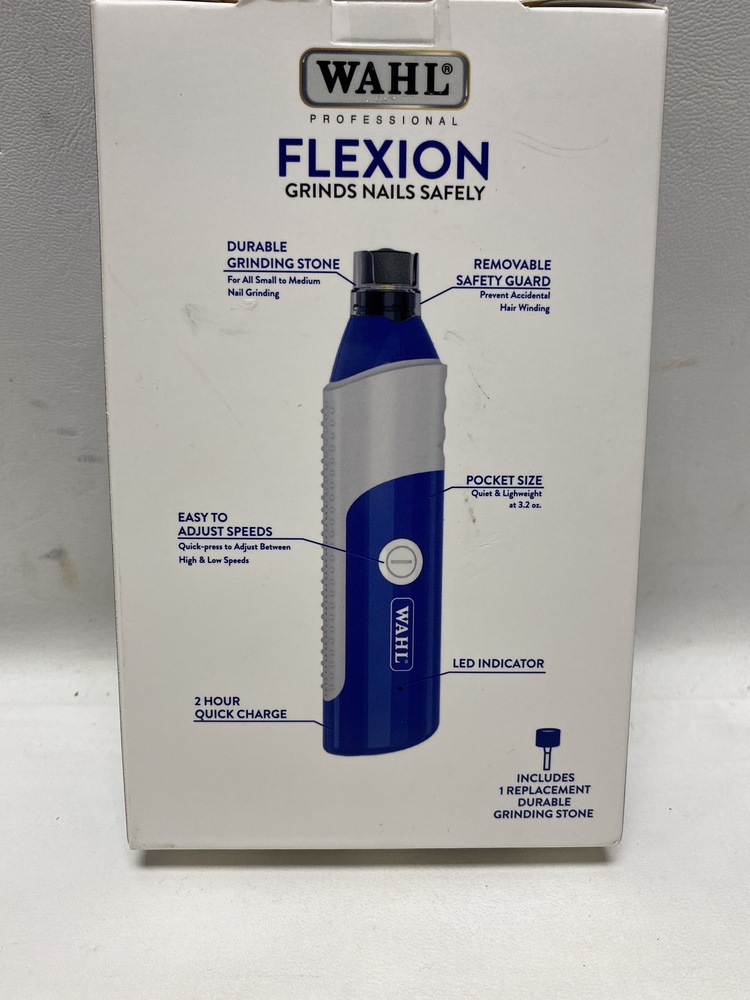 WAHL®
PROFESSIONAL
FLEXION
GRINDS NAILS SAFELY
DURABLE
GRINDING STONE
For All Small to Medium
Nail Grinding
REMOVABLE
SAFETY GUARD
Prevent Accidental
Hair Winding
POCKET SIZE
Quiet & Lighweight
at 3.2 oz.
EASY TO
ADJUST SPEEDS
Quick-press to Adjust Between
High & Low Speeds
WAHL®
LED INDICATOR
2 HOUR
QUICK CHARGE
INCLUDES
1 REPLACEMENT
DURABLE
GRINDING STONE